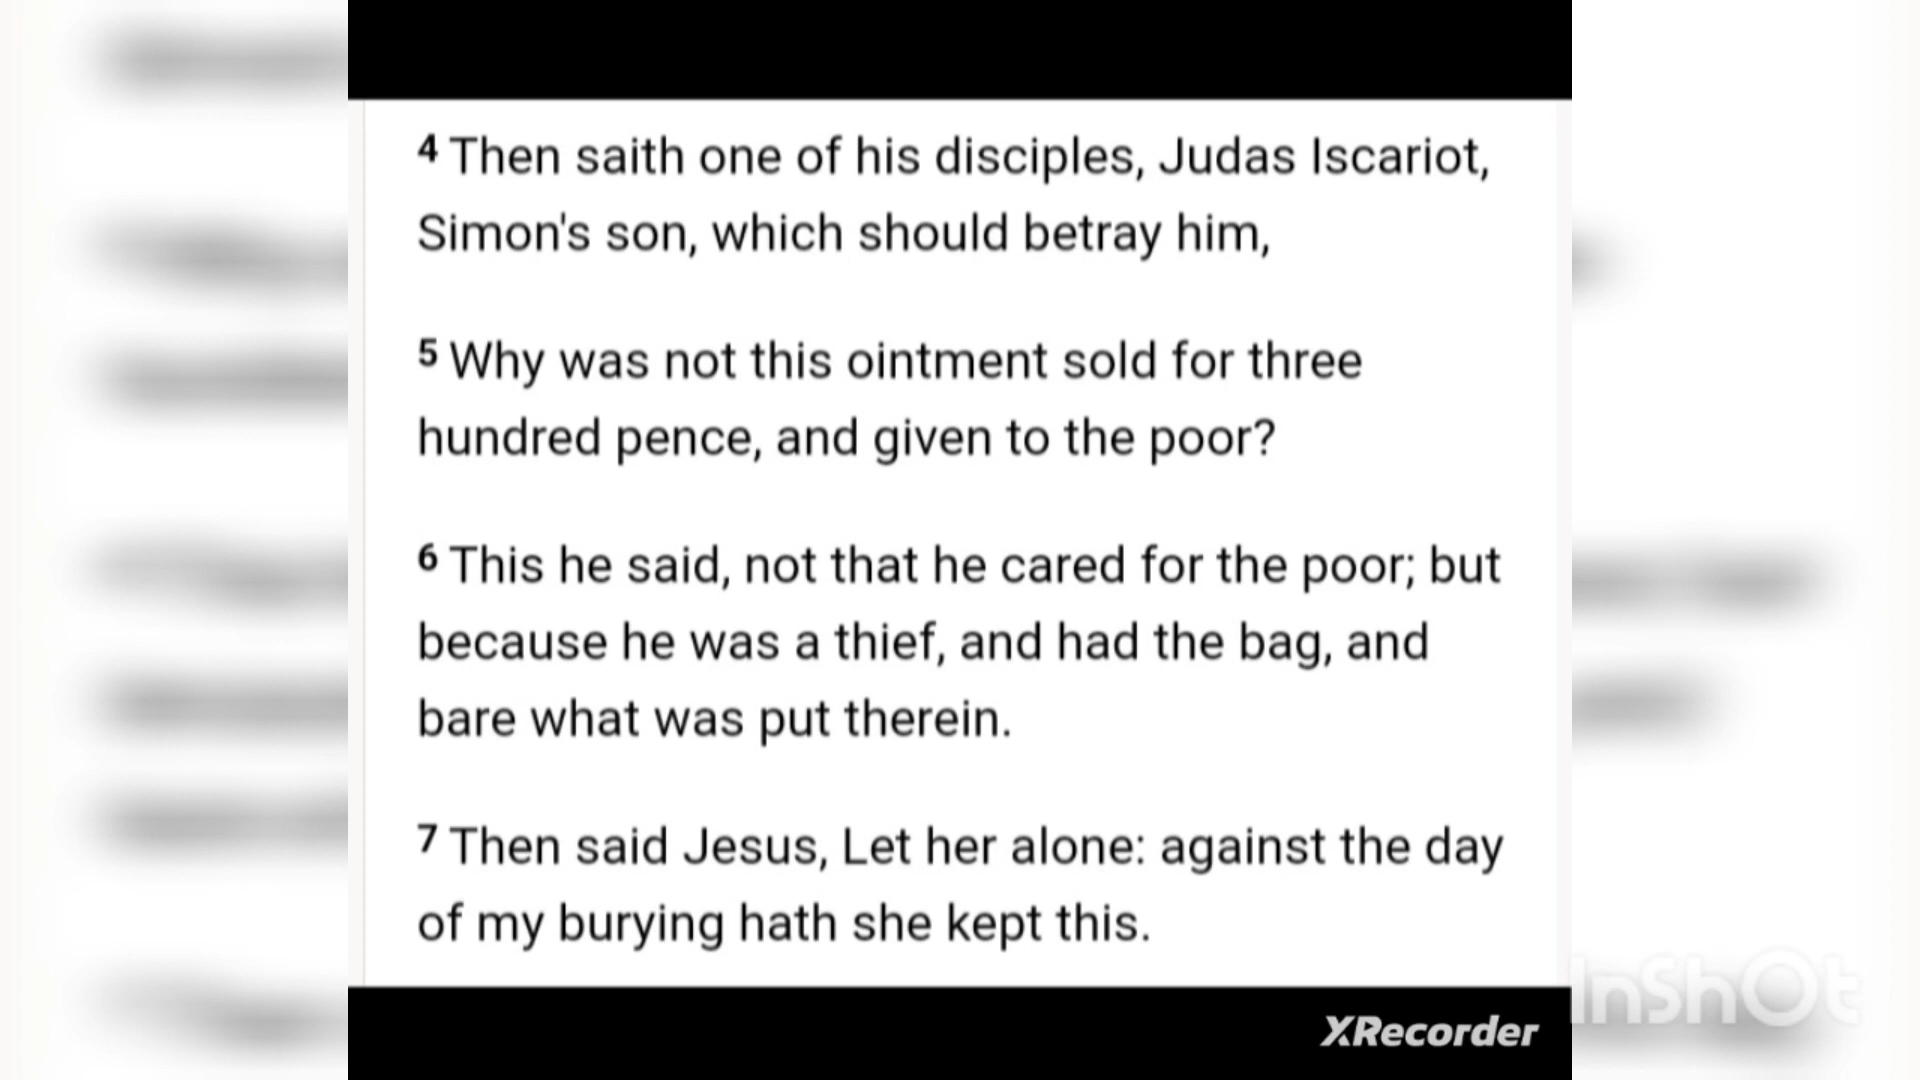 4 Then saith one of his disciples, Judas Iscariot,
Simon's son, which should betray him,
5 Why was not this ointment sold for three
hundred pence, and given to the poor?
6 This he said, not that he cared for the poor; but
because he was a thief, and had the bag, and
bare what was put therein.
7 Then said Jesus, Let her alone: against the day
of my burying hath she kept this.
InShOt
XRecorder